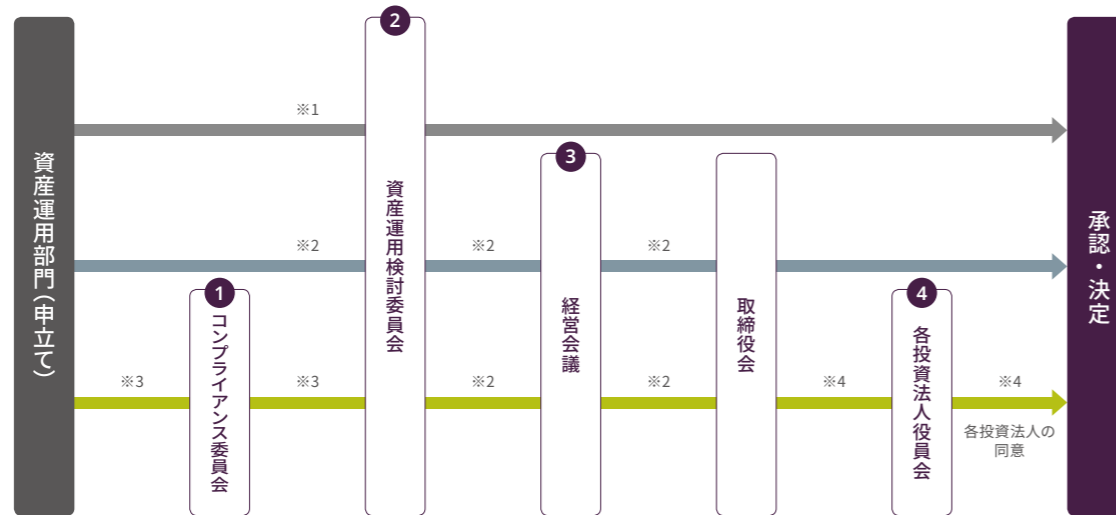 資産運用部門（申立て）
※1
※2
※3
1
コンプライアンス委員会
※3
2
資産運用検討委員会
※2
※2
3
経営会議
※2
※2
取締役会
※4
4
各投資法人役員会
※4
各投資法人の
同意
承認・決定